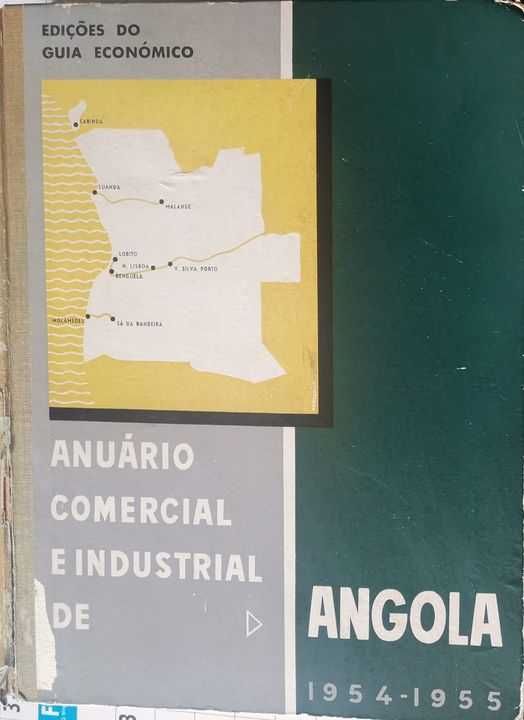 EDIÇÕES DO
GUIA ECONÓMICO
CABINDA
LUANDA
MALANGE
LOBITO
N. LISBOA
V. SILVA PORTO
BENGUELA
MOÇAMEDES
SÁ DA BANDEIRA
ANUÁRIO
COMERCIAL
E INDUSTRIAL
DE
ANGOLA
1954-1955